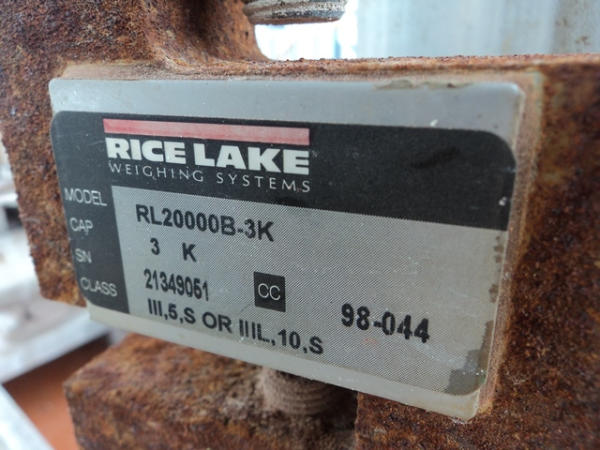 RICE LAKE
WEIGHING SYSTEMS
MODEL RL20000B-3K
CAP 3 K
SN 21349051 CC 98-044
CLASS III,5,S OR IIIL,10,S